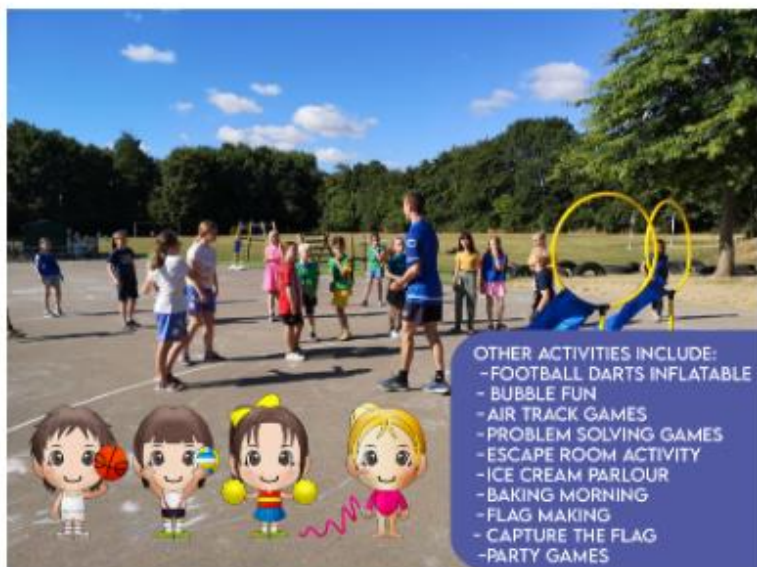 OTHER ACTIVITIES INCLUDE:
-FOOTBALL DARTS INFLATABLE
- BUBBLE FUN
-AIR TRACK GAMES
-PROBLEM SOLVING GAMES
-ESCAPE ROOM ACTIVITY
-ICE CREAM PARLOUR
-BAKING MORNING
-FLAG MAKING
- CAPTURE THE FLAG
-PARTY GAMES